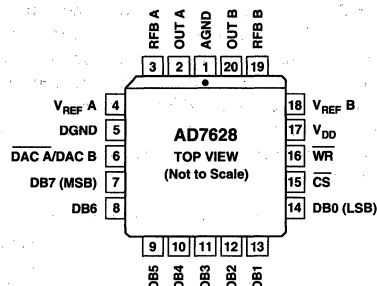 RFB A
OUT A
AGND
OUT B
RFB B
3 2 1 20 19
VREF A 4
DGND 5
DAC A/DAC B 6
DB7 (MSB) 7
DB6 8
AD7628
TOP VIEW
(Not to Scale)
18 VREF B
17 VDD
16 WR
15 CS
14 DB0 (LSB)
9 10 11 12 13
DB5
DB4
DB3
DB2
DB1